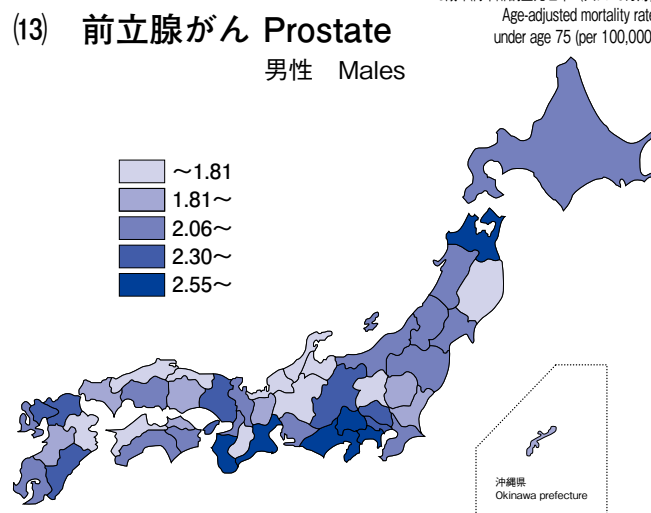 Age-adjusted mortality rate
under age 75 (per 100,000)
(13) 前立腺がん Prostate
男性 Males
～1.81
1.81～
2.06～
2.30～
2.55～
沖縄県
Okinawa prefecture